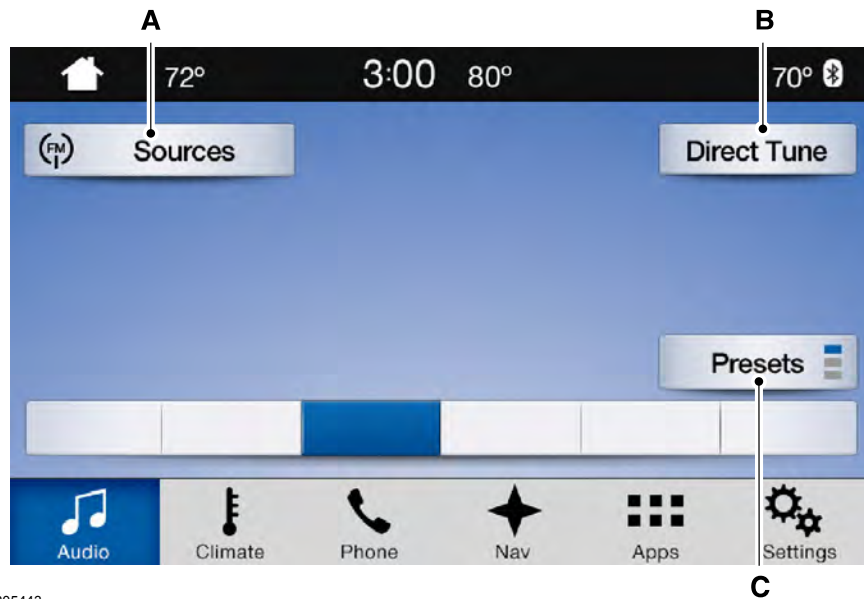 A
B
72° 3:00 80° 70°
FM Sources
Direct Tune
Presets
Audio Climate Phone Nav Apps Settings
C